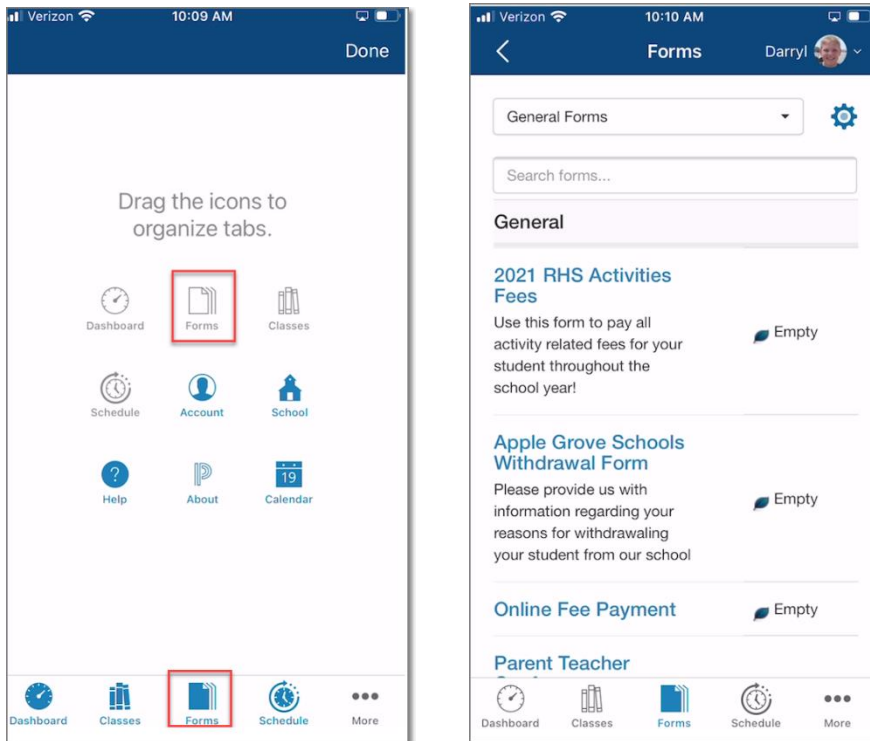 Verizon 10:09 AM
Done
Drag the icons to
organize tabs.
Dashboard Forms Classes
Schedule Account School
19
Help About Calendar
Dashboard Classes Forms Schedule More
Verizon 10:10 AM
Forms Darryl
General Forms
Search forms...
General
2021 RHS Activities
Fees
Use this form to pay all
activity related fees for your
student throughout the
school year!
Empty
Apple Grove Schools
Withdrawal Form
Please provide us with
information regarding your
reasons for withdrawaling
your student from our school
Empty
Online Fee Payment Empty
Parent Teacher
Dashboard Classes Forms Schedule More